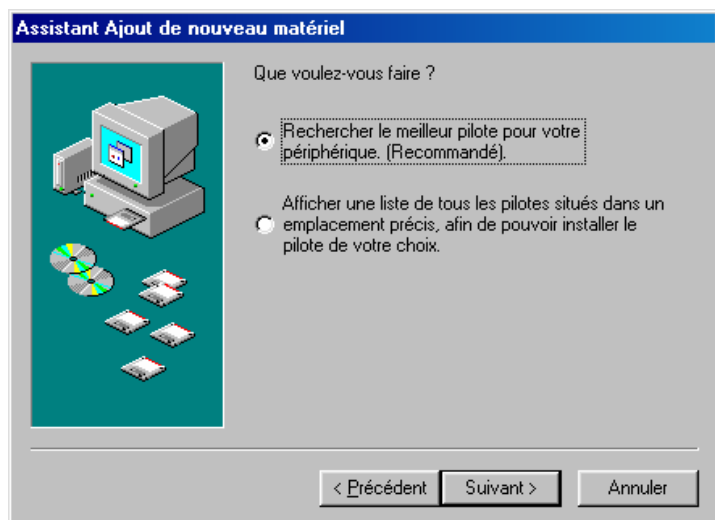 Assistant Ajout de nouveau matériel
Que voulez-vous faire ?
Rechercher le meilleur pilote pour votre
périphérique. (Recommandé).
Afficher une liste de tous les pilotes situés dans un
emplacement précis, afin de pouvoir installer le
pilote de votre choix.
< Précédent
Suivant >
Annuler